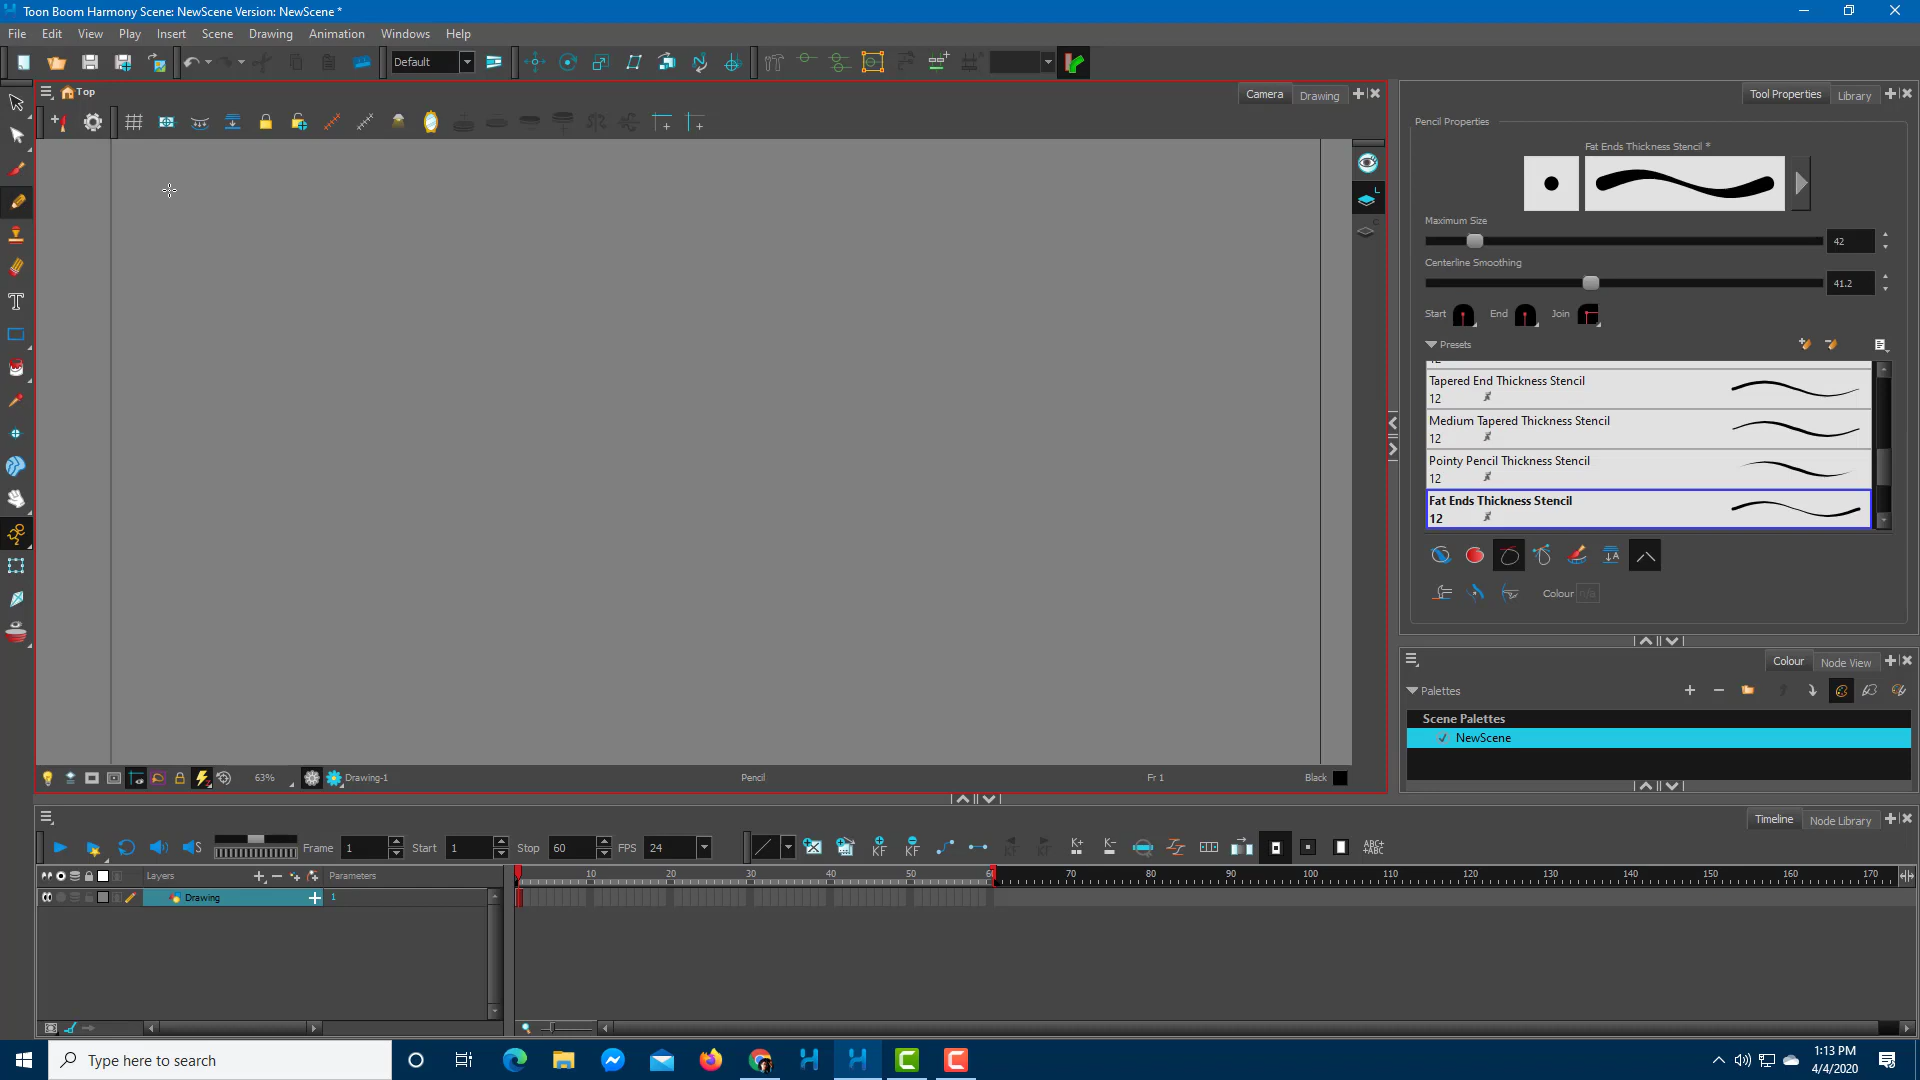 Toon Boom Harmony Scene: NewScene Version: NewScene *
File Edit View Play Insert Scene Drawing Animation Windows Help
Default
Top
Camera Drawing
Tool Properties Library
Pencil Properties
Fat Ends Thickness Stencil *
Maximum Size
42
Centerline Smoothing
41.2
Start End Join
Presets
12
Tapered End Thickness Stencil
12
Medium Tapered Thickness Stencil
12
Pointy Pencil Thickness Stencil
12
Fat Ends Thickness Stencil
12
Colour n/a
Colour Node View
Palettes
Scene Palettes
NewScene
63% Drawing-1 Pencil Fr 1 Black
Timeline Node Library
Frame 1 Start 1 Stop 60 FPS 24
Layers Parameters
10 20 30 40 50 60 70 80 90 100 110 120 130 140 150 160 170
Drawing 1
Type here to search
1:13 PM
4/4/2020